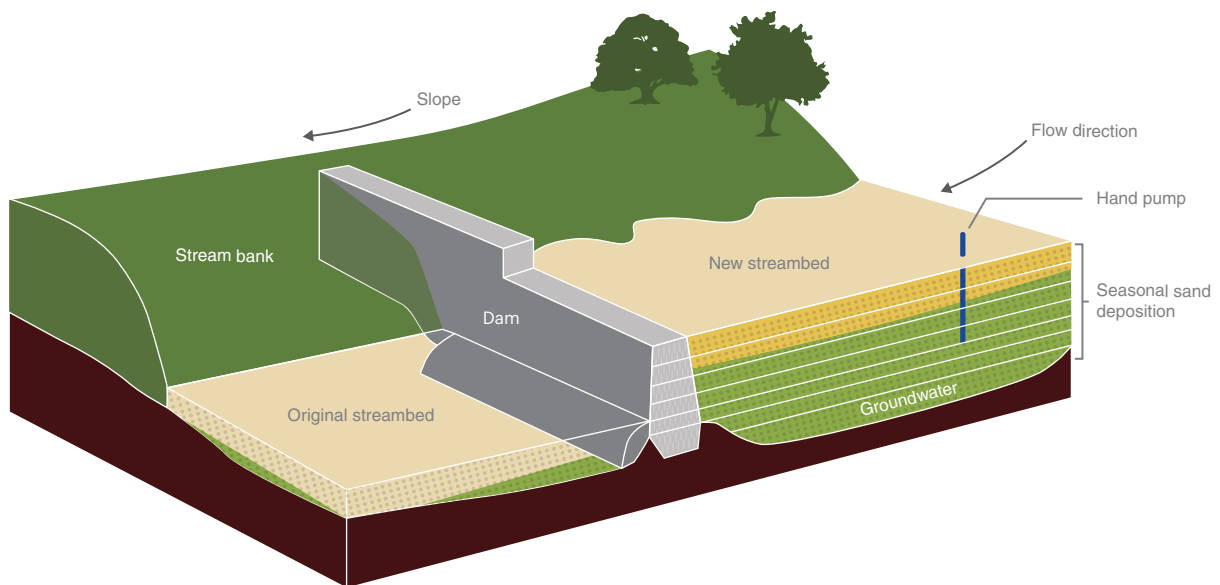 Slope
Flow direction
Hand pump
Stream bank
New streambed
Seasonal sand
deposition
Dam
Original streambed
Groundwater